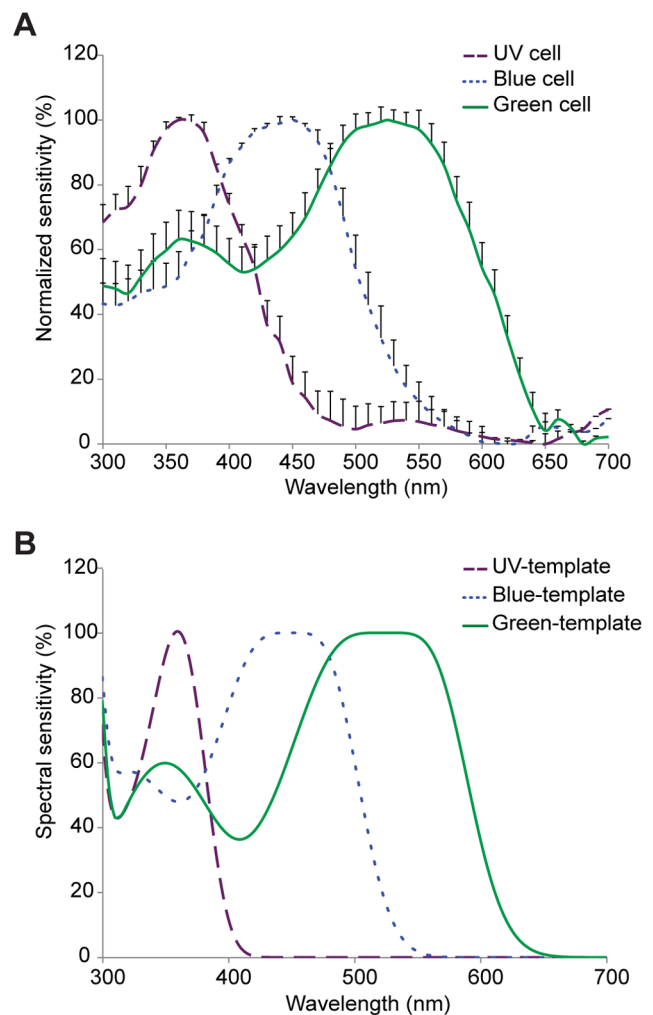 A
120
100
80
60
40
20
0
300 350 400 450 500 550 600 650 700
Normalized sensitivity (%)
Wavelength (nm)
UV cell
Blue cell
Green cell
B
120
100
80
60
40
20
0
300 400 500 600 700
Spectral sensitivity (%)
Wavelength (nm)
UV-template
Blue-template
Green-template